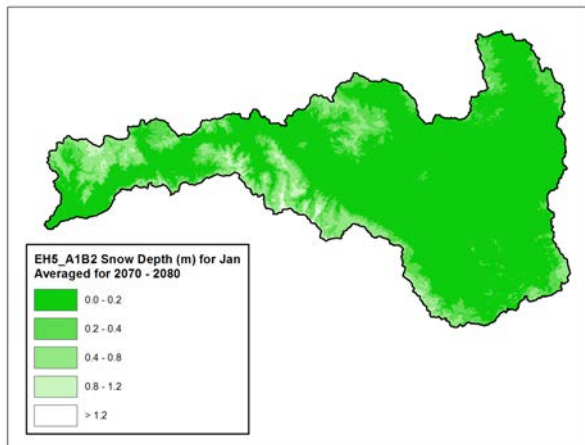 EH5_A1B2 Snow Depth (m) for Jan
Averaged for 2070 - 2080
0.0 - 0.2
0.2 - 0.4
0.4 - 0.8
0.8 - 1.2
> 1.2